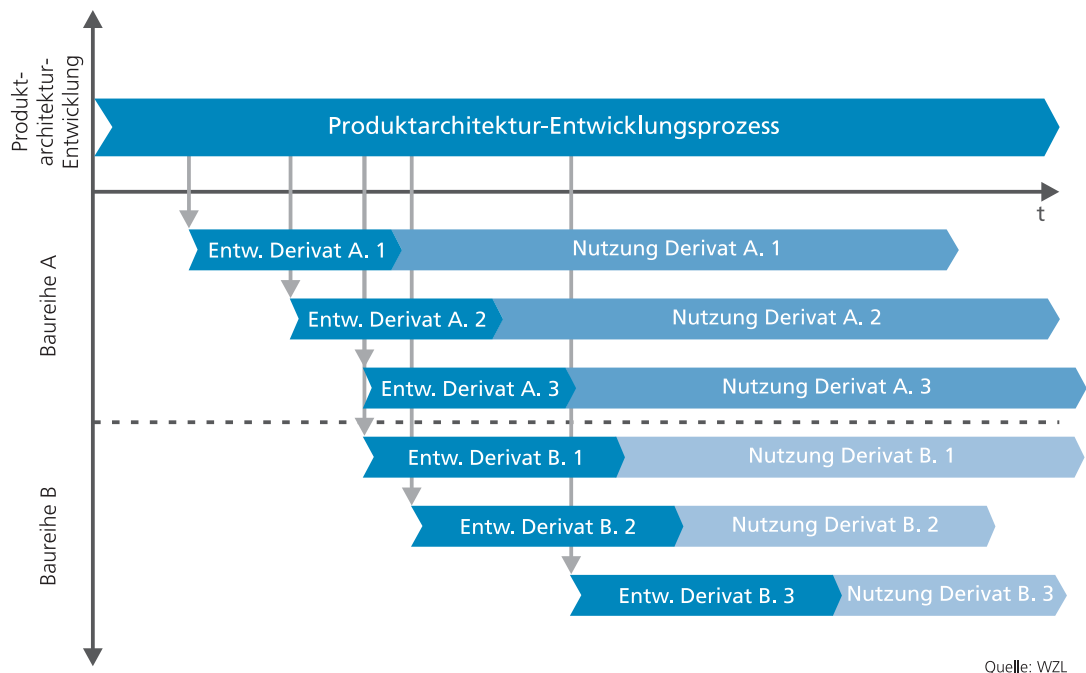 Produkt-
architektur-
Entwicklung
Produktarchitektur-Entwicklungsprozess
t
Baureihe A
Entw. Derivat A. 1
Nutzung Derivat A. 1
Entw. Derivat A. 2
Nutzung Derivat A. 2
Entw. Derivat A. 3
Nutzung Derivat A. 3
Baureihe B
Entw. Derivat B. 1
Nutzung Derivat B. 1
Entw. Derivat B. 2
Nutzung Derivat B. 2
Entw. Derivat B. 3
Nutzung Derivat B. 3
Quelle: WZL